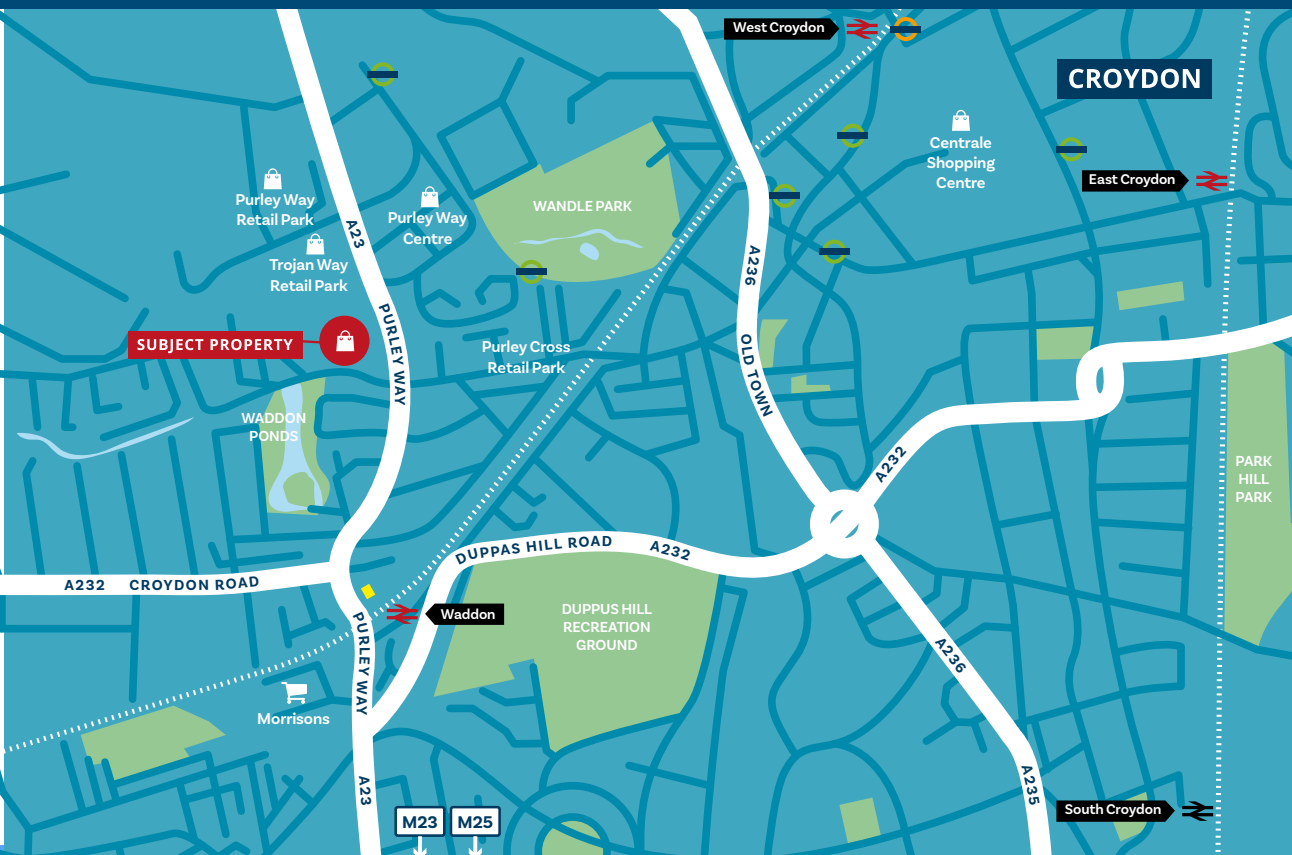 West Croydon
CROYDON
Centrale
Shopping
Centre
East Croydon
Purley Way
Retail Park
A23
Purley Way
Centre
WANDLE PARK
Trojan Way
Retail Park
A236
SUBJECT PROPERTY
PURLEY WAY
Purley Cross
Retail Park
OLD TOWN
WADDON
PONDS
A232
PARK
HILL
PARK
DUPPAS HILL ROAD
A232
A232
CROYDON ROAD
Waddon
DUPPUS HILL
RECREATION
GROUND
PURLEY WAY
A236
Morrisons
A23
A235
M23
M25
South Croydon